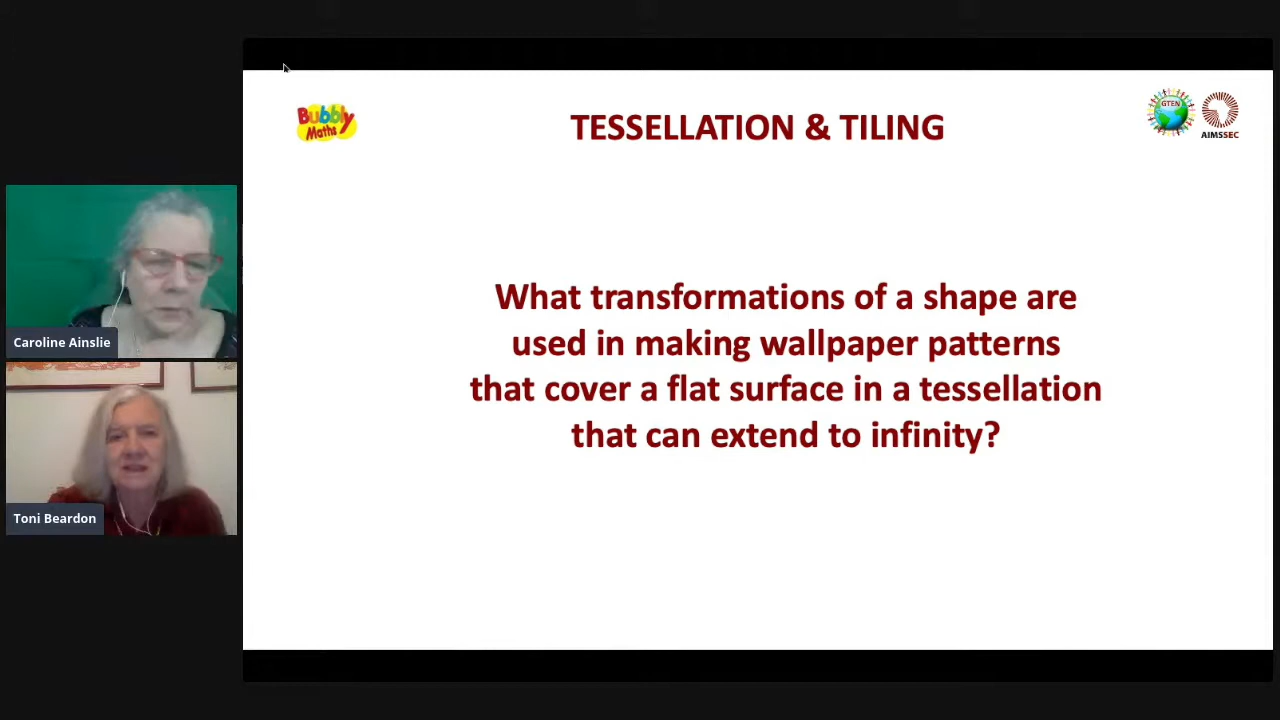 Bubbly
Maths
TESSELLATION & TILING
GTEN
AIMSSEC
What transformations of a shape are
used in making wallpaper patterns
that cover a flat surface in a tessellation
that can extend to infinity?
Caroline Ainslie
Toni Beardon